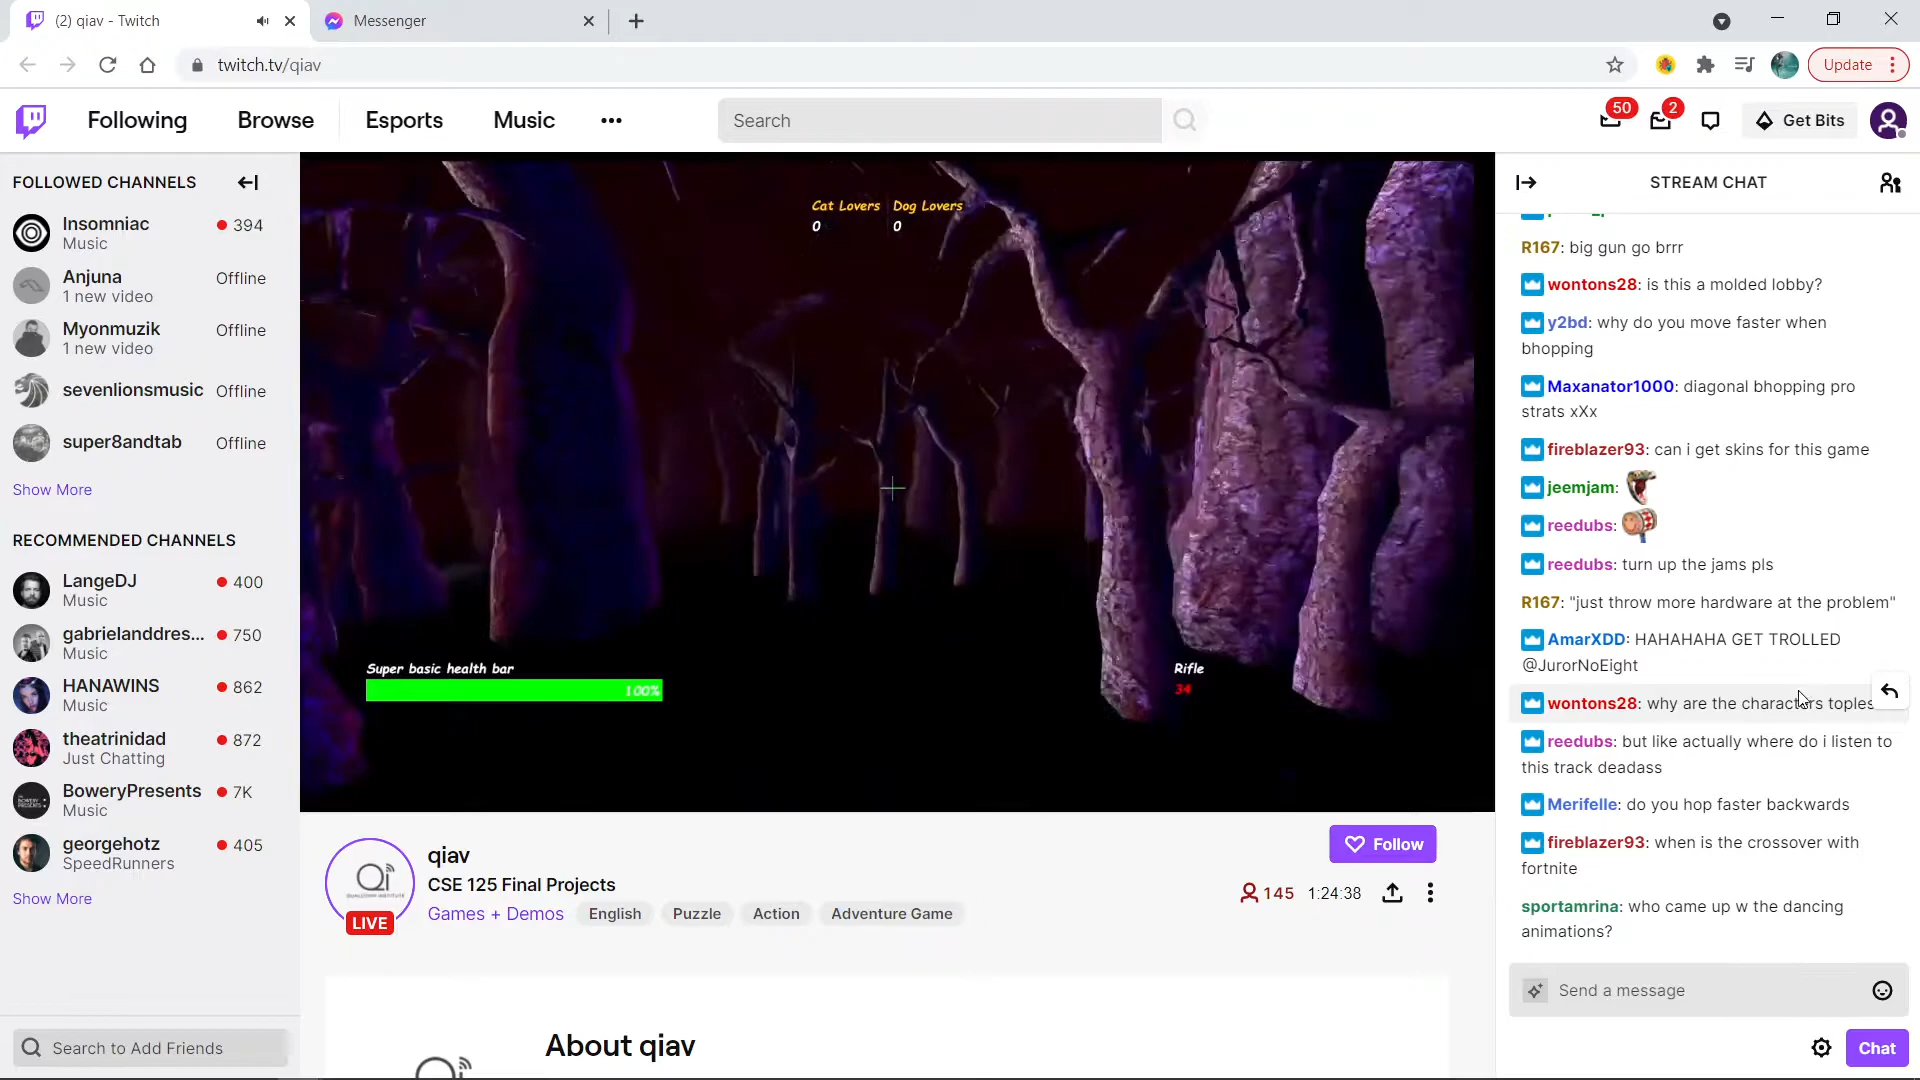 (2) qiav - Twitch
Messenger
twitch.tv/qiav
Update
Following
Browse
Esports
Music
Search
50
2
Get Bits
FOLLOWED CHANNELS
Insomniac
394
Music
Anjuna
Offline
1 new video
Myonmuzik
Offline
1 new video
sevenlionsmusic
Offline
super8andtab
Offline
Show More
RECOMMENDED CHANNELS
LangeDJ
400
Music
gabrielanddres...
750
Music
HANAWINS
862
Music
theatrinidad
872
Just Chatting
BoweryPresents
7K
Music
georgehotz
405
SpeedRunners
Show More
Search to Add Friends
Cat Lovers Dog Lovers
0 0
Super basic health bar
100%
Rifle
34
Qi
LIVE
qiav
CSE 125 Final Projects
Games + Demos
English
Puzzle
Action
Adventure Game
Follow
145
1:24:38
About qiav
STREAM CHAT
R167: big gun go brrr
wontons28: is this a molded lobby?
y2bd: why do you move faster when
bhopping
Maxanator1000: diagonal bhopping pro
strats xXx
fireblazer93: can i get skins for this game
jeemjam:
reedubs:
reedubs: turn up the jams pls
R167: "just throw more hardware at the problem"
AmarXDD: HAHAHAHA GET TROLLED
@JurorNoEight
wontons28: why are the characters toples
reedubs: but like actually where do i listen to
this track deadass
Merifelle: do you hop faster backwards
fireblazer93: when is the crossover with
fortnite
sportamrina: who came up w the dancing
animations?
Send a message
Chat